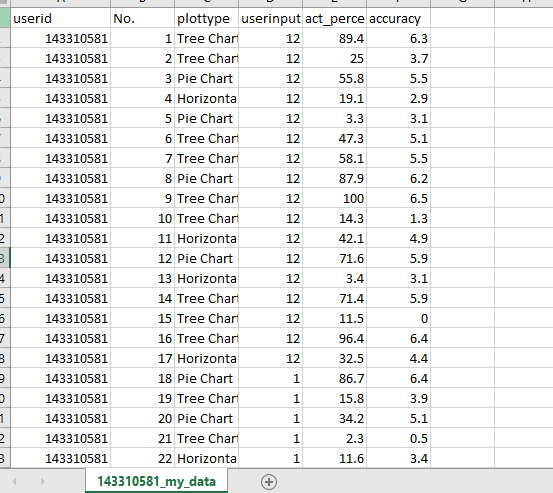 userid No. plottype userinput act_perce accuracy
143310581 1 Tree Chart 12 89.4 6.3
143310581 2 Tree Chart 12 25 3.7
143310581 3 Pie Chart 12 55.8 5.5
143310581 4 Horizonta 12 19.1 2.9
143310581 5 Pie Chart 12 3.3 3.1
143310581 6 Tree Chart 12 47.3 5.1
143310581 7 Tree Chart 12 58.1 5.5
143310581 8 Pie Chart 12 87.9 6.2
143310581 9 Tree Chart 12 100 6.5
143310581 10 Tree Chart 12 14.3 1.3
143310581 11 Horizonta 12 42.1 4.9
143310581 12 Pie Chart 12 71.6 5.9
143310581 13 Horizonta 12 3.4 3.1
143310581 14 Tree Chart 12 71.4 5.9
143310581 15 Tree Chart 12 11.5 0
143310581 16 Tree Chart 12 96.4 6.4
143310581 17 Horizonta 12 32.5 4.4
143310581 18 Pie Chart 1 86.7 6.4
143310581 19 Tree Chart 1 15.8 3.9
143310581 20 Pie Chart 1 34.2 5.1
143310581 21 Tree Chart 1 2.3 0.5
143310581 22 Horizonta 1 11.6 3.4
143310581_my_data